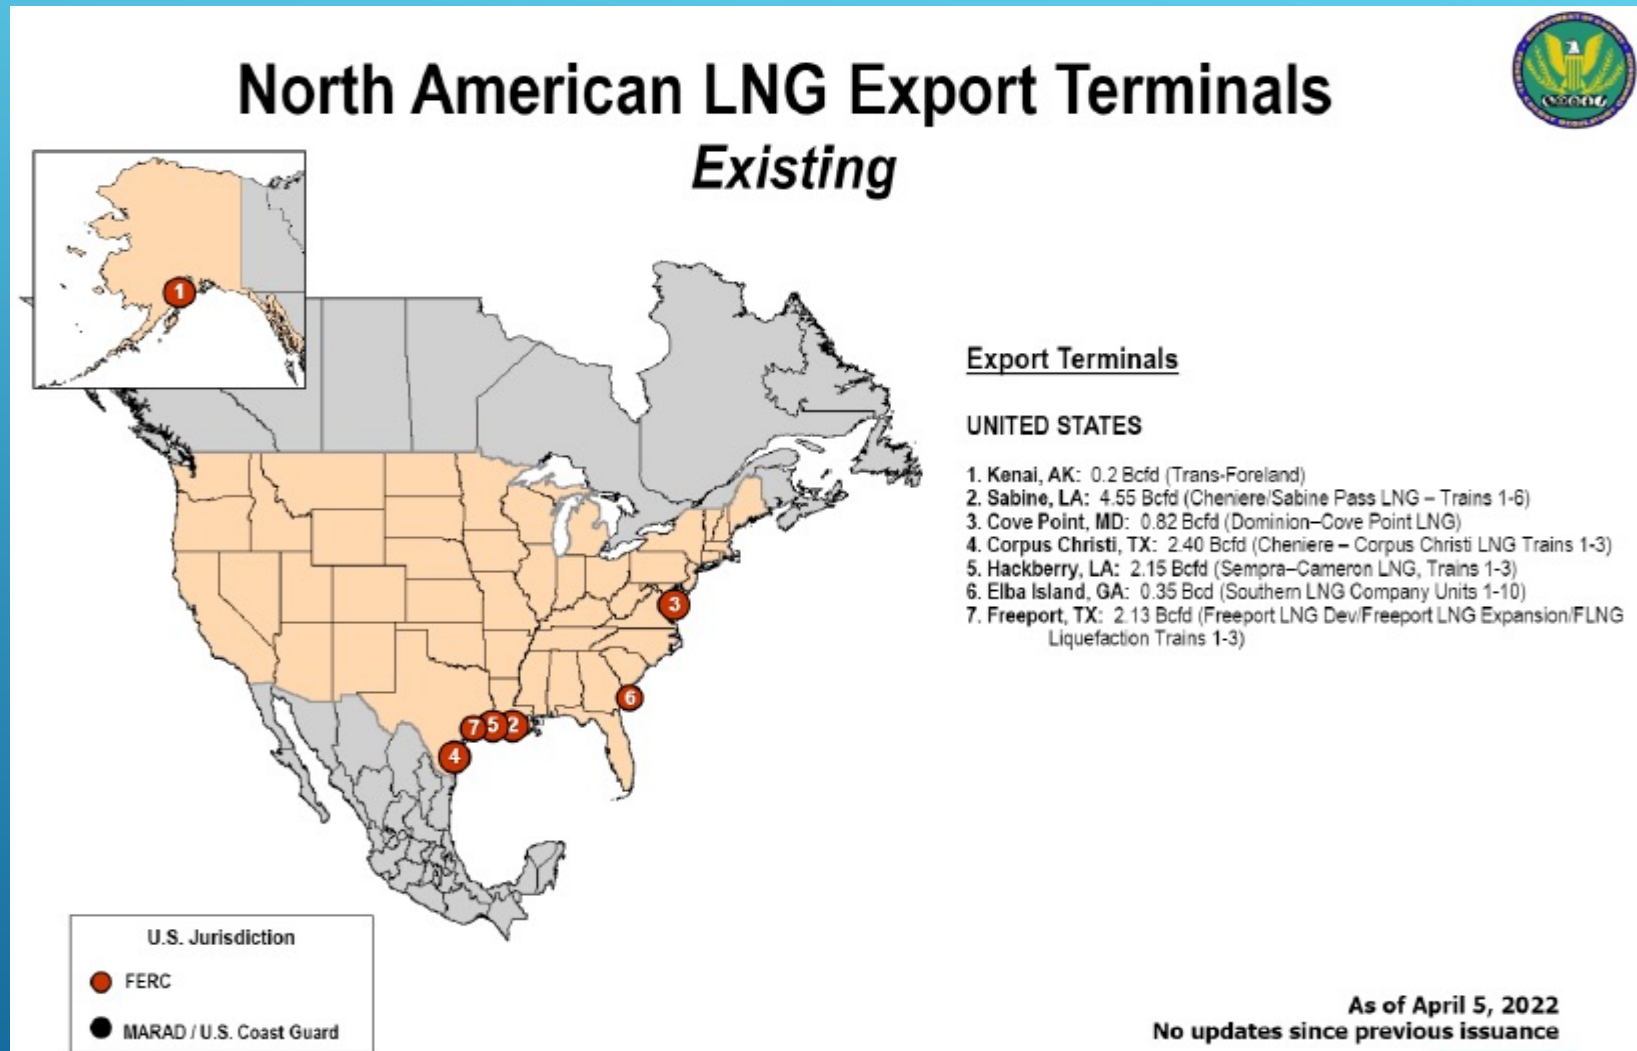 North American LNG Export Terminals
Existing
1
3
6
7
5
2
4
Export Terminals
UNITED STATES
1. Kenai, AK: 0.2 Bcfd (Trans-Foreland)
2. Sabine, LA: 4.55 Bcfd (Cheniere/Sabine Pass LNG – Trains 1-6)
3. Cove Point, MD: 0.82 Bcfd (Dominion–Cove Point LNG)
4. Corpus Christi, TX: 2.40 Bcfd (Cheniere – Corpus Christi LNG Trains 1-3)
5. Hackberry, LA: 2.15 Bcfd (Sempra–Cameron LNG, Trains 1-3)
6. Elba Island, GA: 0.35 Bcd (Southern LNG Company Units 1-10)
7. Freeport, TX: 2.13 Bcfd (Freeport LNG Dev/Freeport LNG Expansion/FLNG
Liquefaction Trains 1-3)
U.S. Jurisdiction
FERC
MARAD / U.S. Coast Guard
As of April 5, 2022
No updates since previous issuance